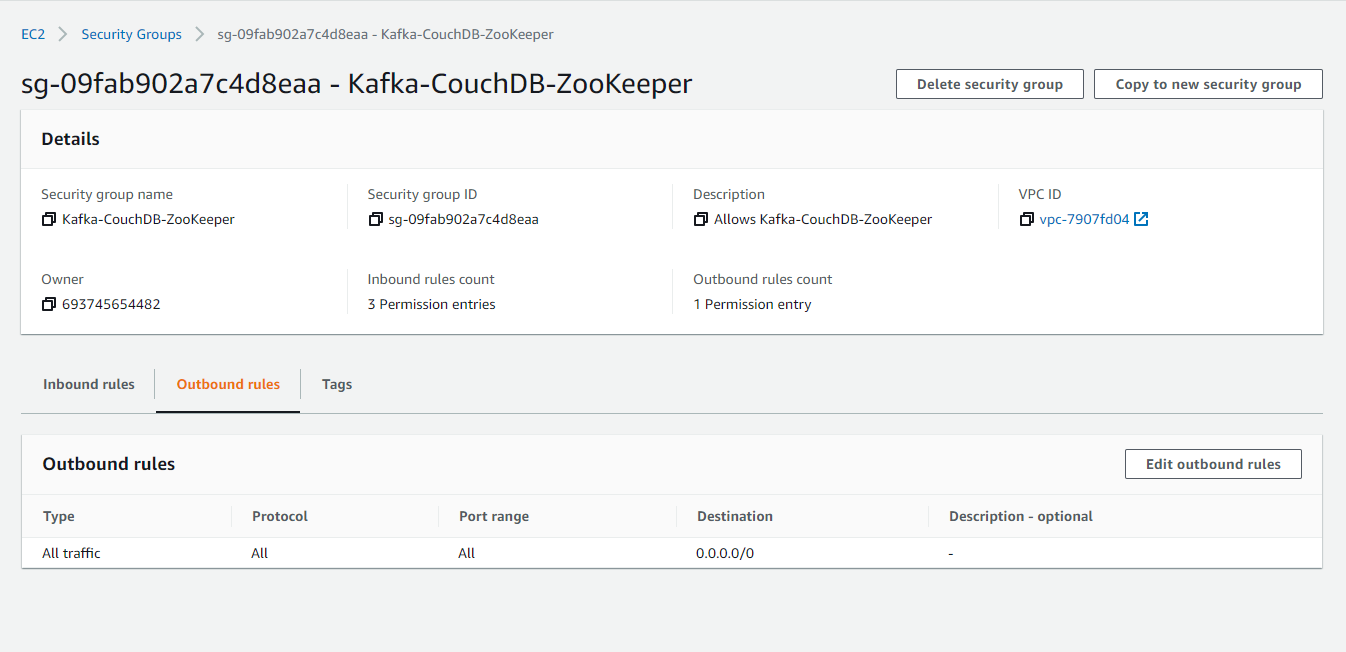 EC2 > Security Groups > sg-09fab902a7c4d8eaa - Kafka-CouchDB-ZooKeeper
sg-09fab902a7c4d8eaa - Kafka-CouchDB-ZooKeeper Delete security group Copy to new security group
Details
Security group name Security group ID Description VPC ID
Kafka-CouchDB-ZooKeeper sg-09fab902a7c4d8eaa Allows Kafka-CouchDB-ZooKeeper vpc-7907fd04
Owner Inbound rules count Outbound rules count
693745654482 3 Permission entries 1 Permission entry
Inbound rules Outbound rules Tags
Outbound rules Edit outbound rules
Type Protocol Port range Destination Description - optional
All traffic All All 0.0.0.0/0 -